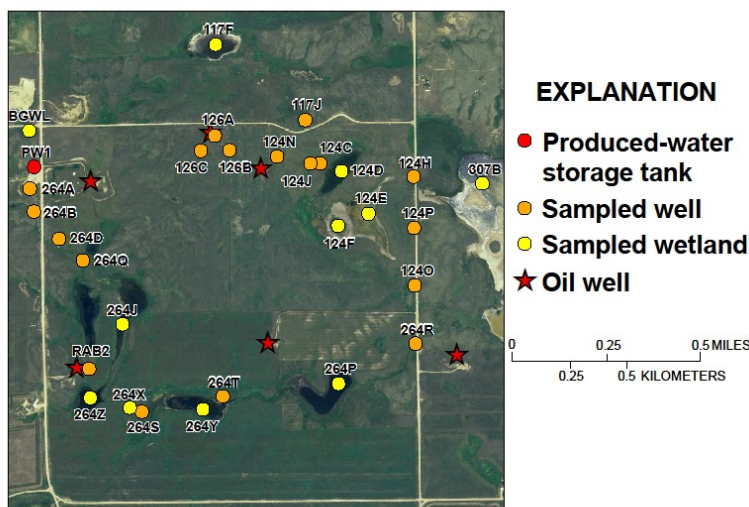 117F
BGWL
117J
126A
PW1
126C
126B
124N
124C
124J
124D
124H
307B
264A
124E
264B
124P
124F
264D
264Q
124O
264J
264R
RAB2
264P
264T
264X
264Z
264S
264Y
EXPLANATION
Produced-water
storage tank
Sampled well
Sampled wetland
Oil well
0 0.25 0.5 MILES
0.25 0.5 KILOMETERS